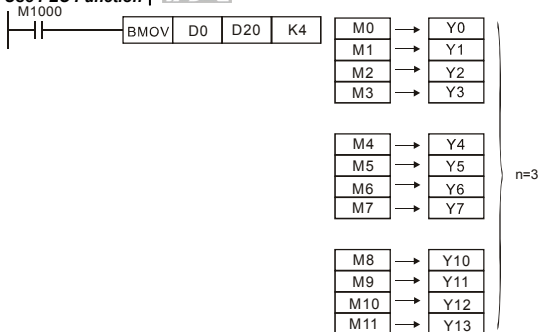 M1000
BMOV D0 D20 K4
M0 → Y0
M1 → Y1
M2 → Y2
M3 → Y3
M4 → Y4
M5 → Y5
M6 → Y6
M7 → Y7
n=3
M8 → Y10
M9 → Y11
M10 → Y12
M11 → Y13